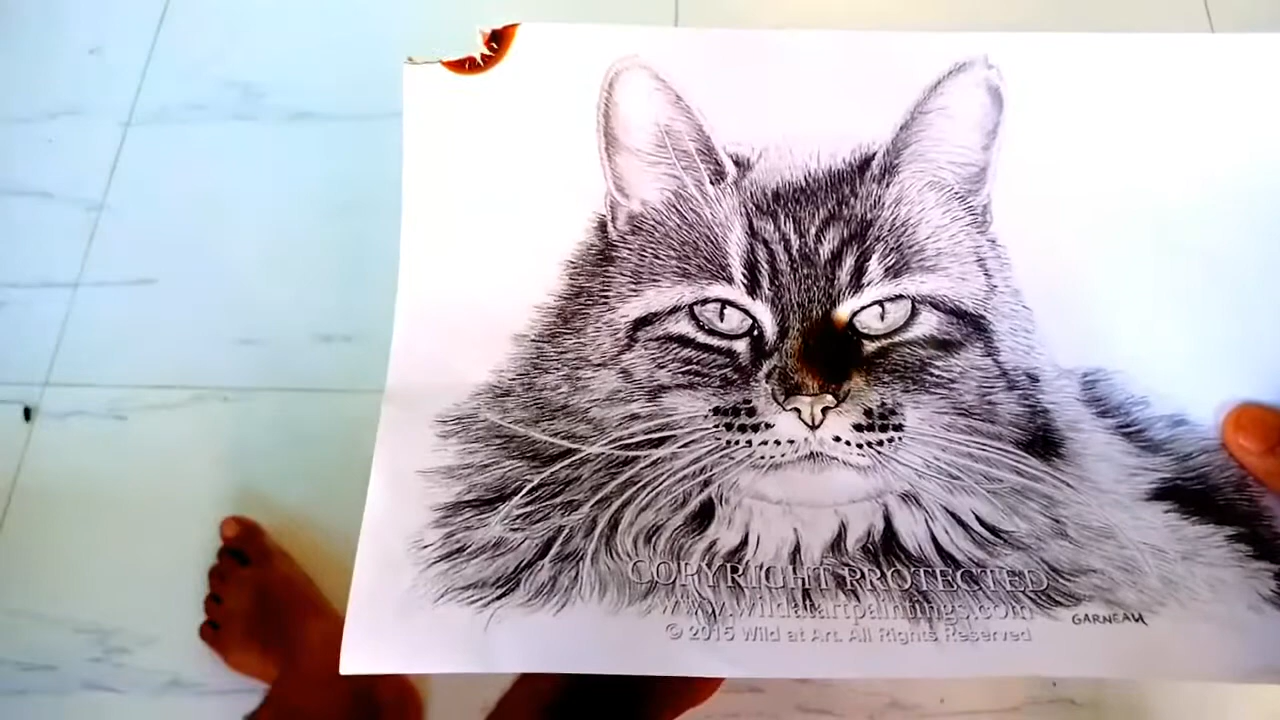 COPYRIGHT PROTECTED
www.wildatartpaintings.com
GARNEAU
© 2015 Wild at Art. All Rights Reserved